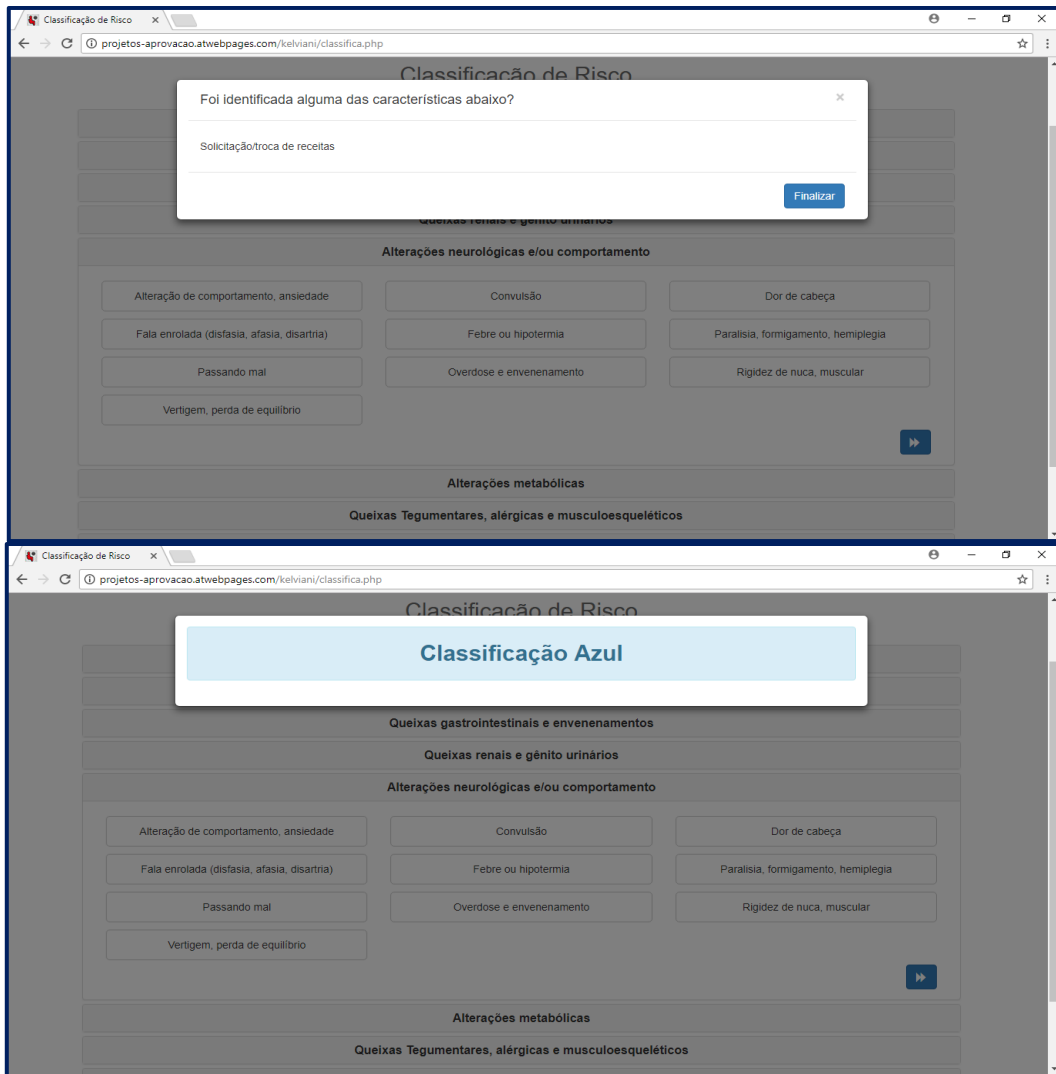 Classificação de Risco
projetos-aprovacao.atwebpages.com/kelviani/classifica.php
Classificação de Risco
Foi identificada alguma das características abaixo?
Solicitação/troca de receitas
Finalizar
Queixas renais e gênito urinários
Alterações neurológicas e/ou comportamento
Alteração de comportamento, ansiedade Convulsão Dor de cabeça
Fala enrolada (disfasia, afasia, disartria) Febre ou hipotermia Paralisia, formigamento, hemiplegia
Passando mal Overdose e envenenamento Rigidez de nuca, muscular
Vertigem, perda de equilíbrio
Alterações metabólicas
Queixas Tegumentares, alérgicas e musculoesqueléticos
Classificação de Risco
projetos-aprovacao.atwebpages.com/kelviani/classifica.php
Classificação de Risco
Classificação Azul
Queixas gastrointestinais e envenenamentos
Queixas renais e gênito urinários
Alterações neurológicas e/ou comportamento
Alteração de comportamento, ansiedade Convulsão Dor de cabeça
Fala enrolada (disfasia, afasia, disartria) Febre ou hipotermia Paralisia, formigamento, hemiplegia
Passando mal Overdose e envenenamento Rigidez de nuca, muscular
Vertigem, perda de equilíbrio
Alterações metabólicas
Queixas Tegumentares, alérgicas e musculoesqueléticos